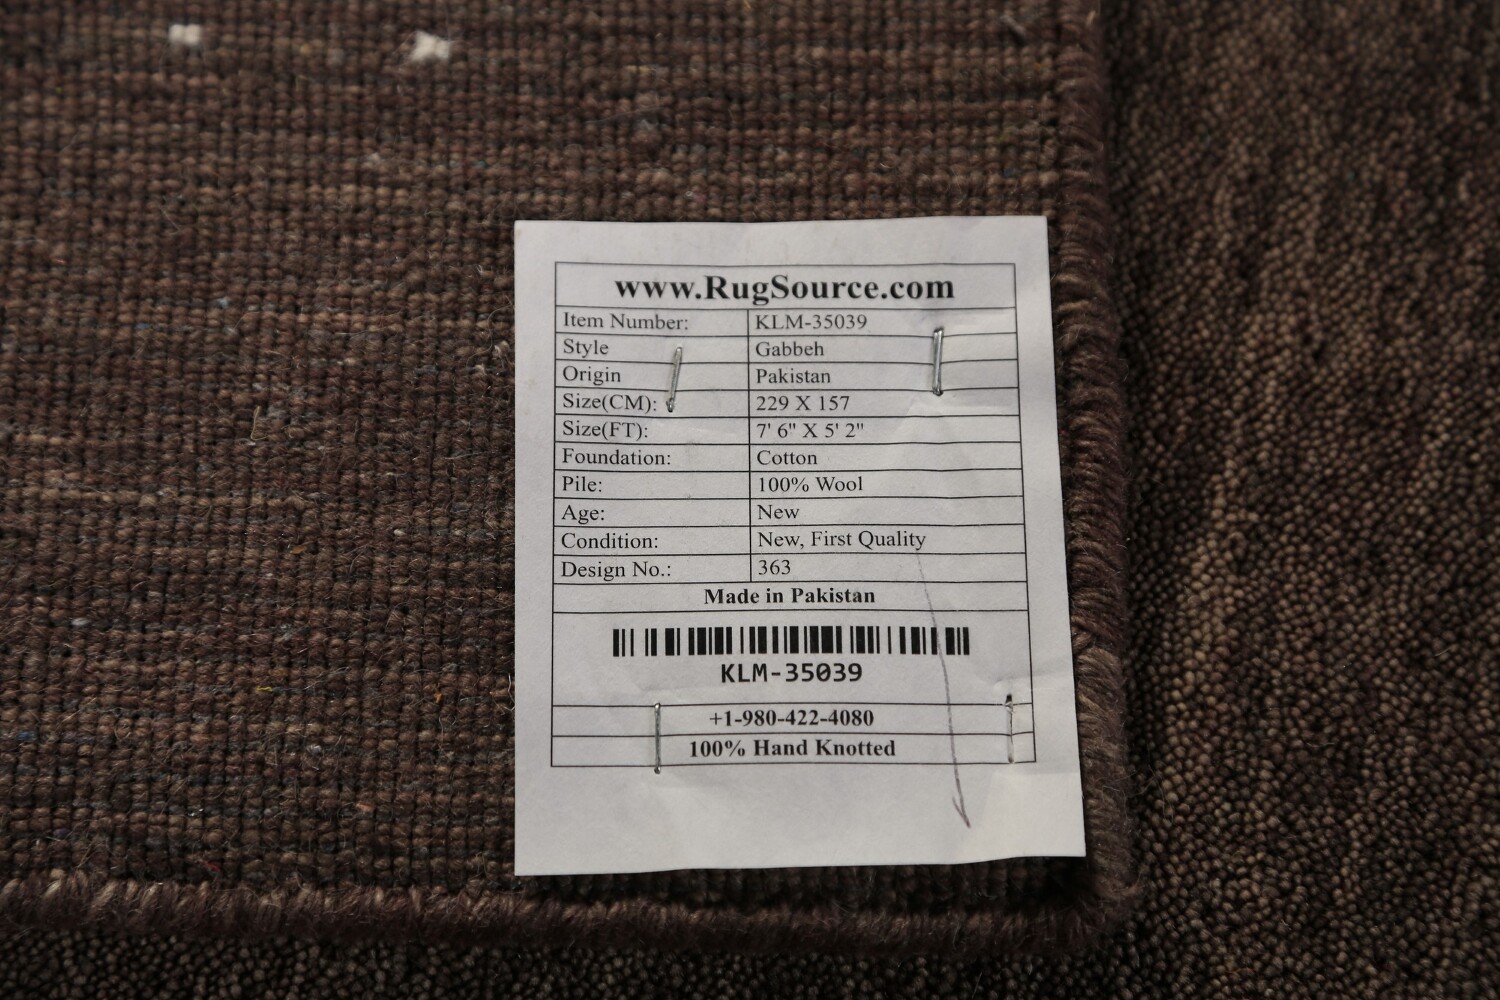 www.RugSource.com
Item Number: KLM-35039
Style Gabbeh
Origin Pakistan
Size(CM): 229 X 157
Size(FT): 7' 6" X 5' 2"
Foundation: Cotton
Pile: 100% Wool
Age: New
Condition: New, First Quality
Design No.: 363
Made in Pakistan
KLM-35039
+1-980-422-4080
100% Hand Knotted